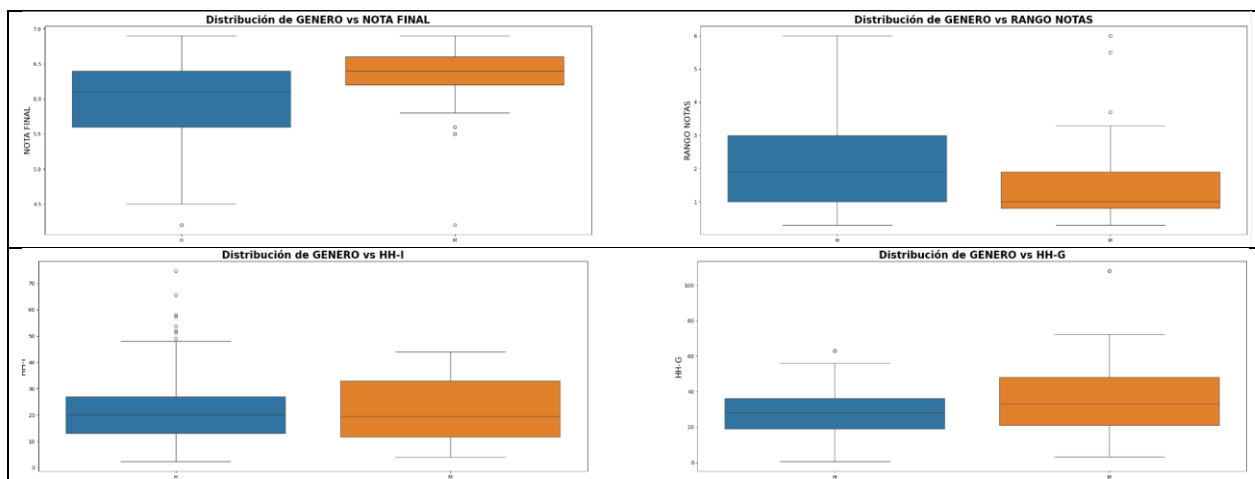 Distribución de GENERO vs NOTA FINAL
7.0
6.5
6.0
5.5
5.0
4.5
NOTA FINAL
H
M
Distribución de GENERO vs RANGO NOTAS
6
5
4
3
2
1
RANGO NOTAS
H
M
Distribución de GENERO vs HH-I
70
60
50
40
30
20
10
0
HH-I
H
M
Distribución de GENERO vs HH-G
100
80
60
40
20
0
HH-G
H
M